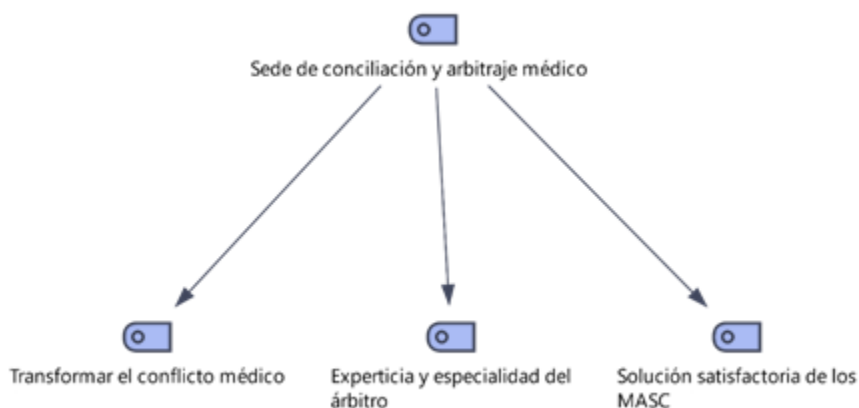 Sede de conciliación y arbitraje médico
Transformar el conflicto médico
Experticia y especialidad del
árbitro
Solución satisfactoria de los
MASC